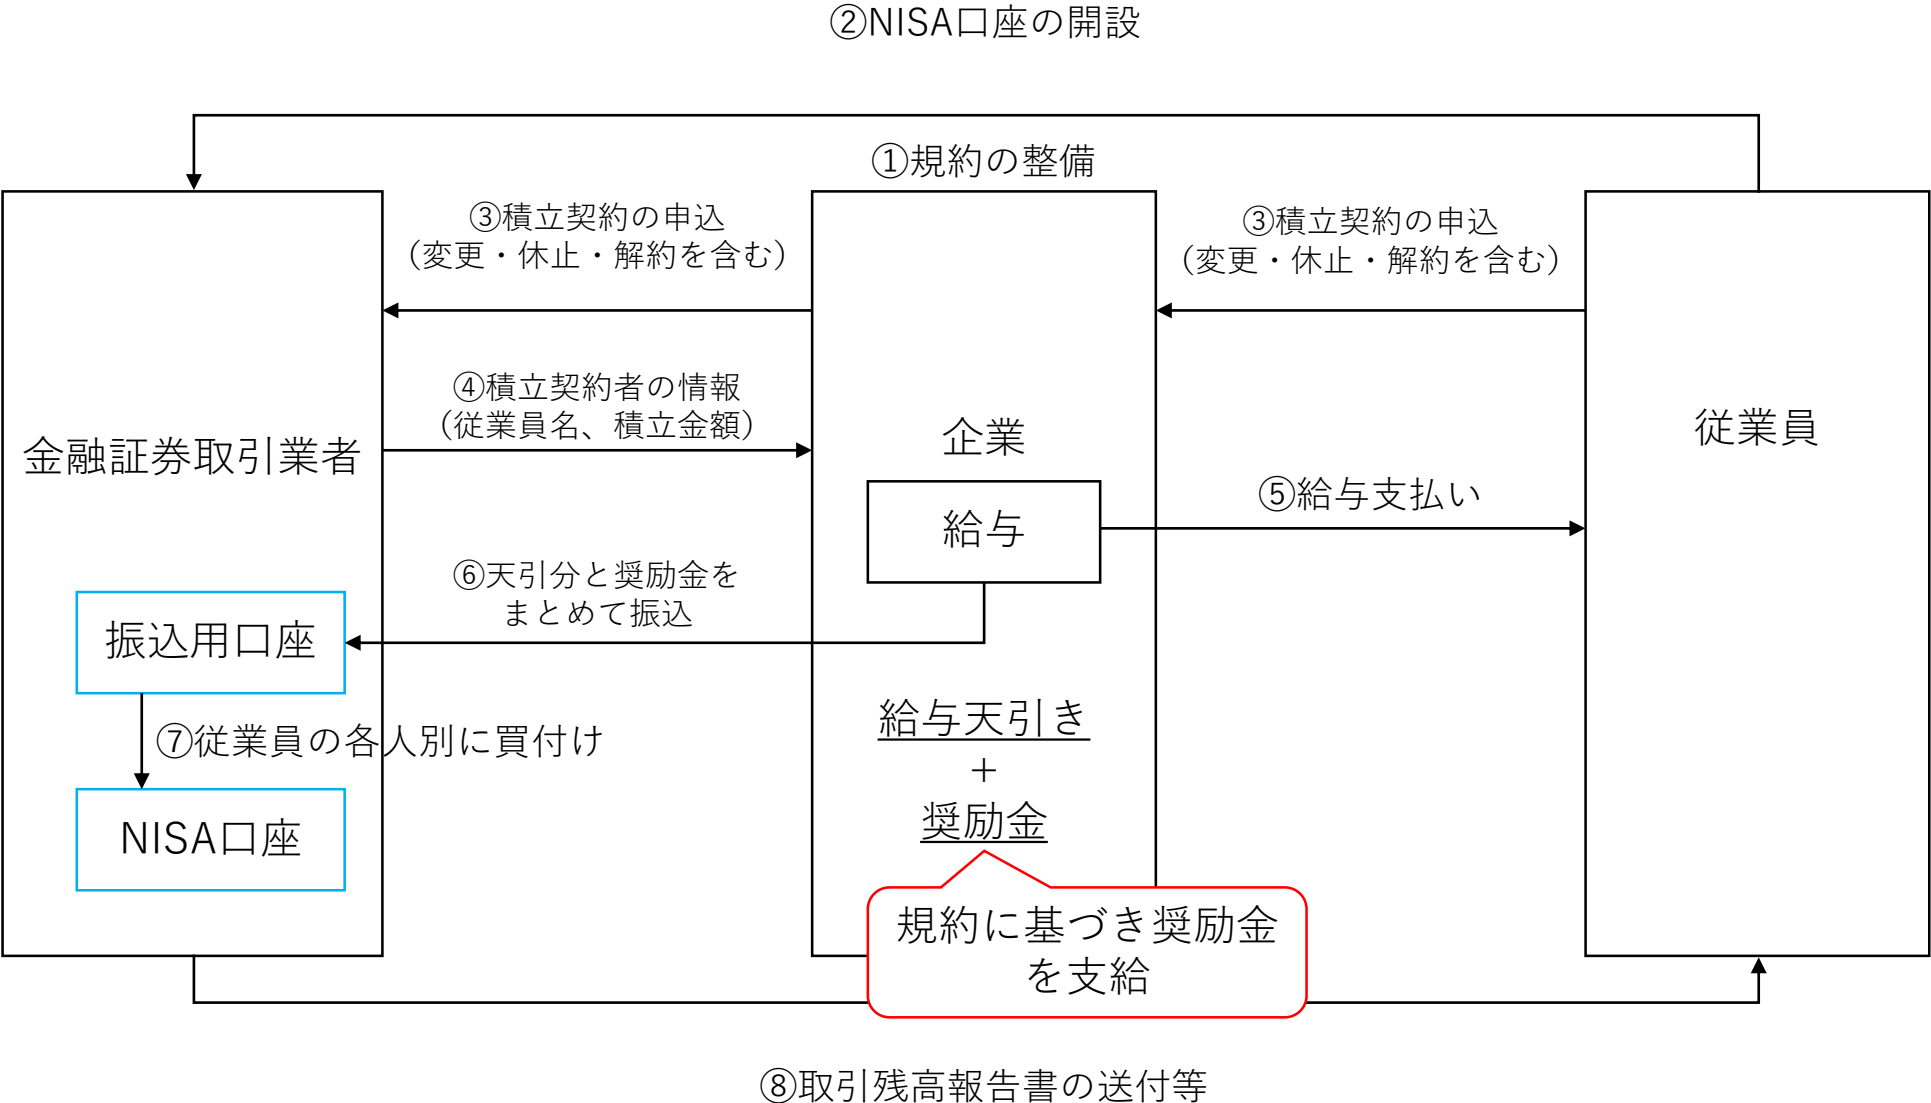 ②NISA口座の開設
①規約の整備
③積立契約の申込
（変更・休止・解約を含む）
③積立契約の申込
（変更・休止・解約を含む）
④積立契約者の情報
（従業員名、積立金額）
金融証券取引業者
企業
従業員
給与
⑤給与支払い
⑥天引分と奨励金を
まとめて振込
振込用口座
⑦従業員の各人別に買付け
NISA口座
給与天引き
＋
奨励金
規約に基づき奨励金
を支給
⑧取引残高報告書の送付等